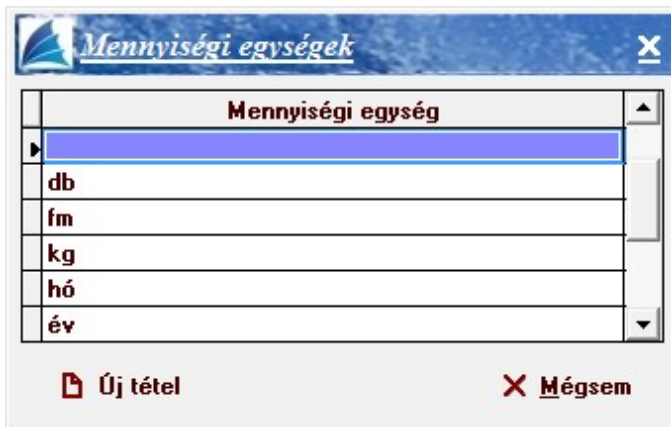 Mennyiségi egységek
Mennyiségi egység
db
fm
kg
hó
év
Új tétel
Mégsem